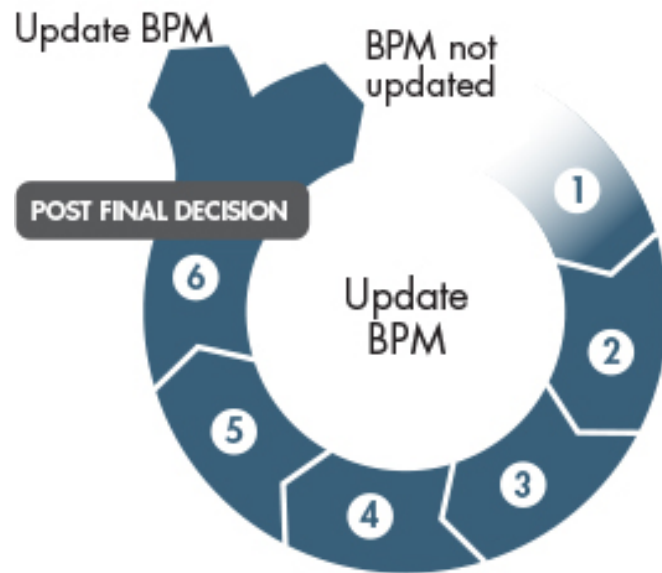 Update BPM
BPM not
updated
1
POST FINAL DECISION
6
Update
BPM
2
5
3
4